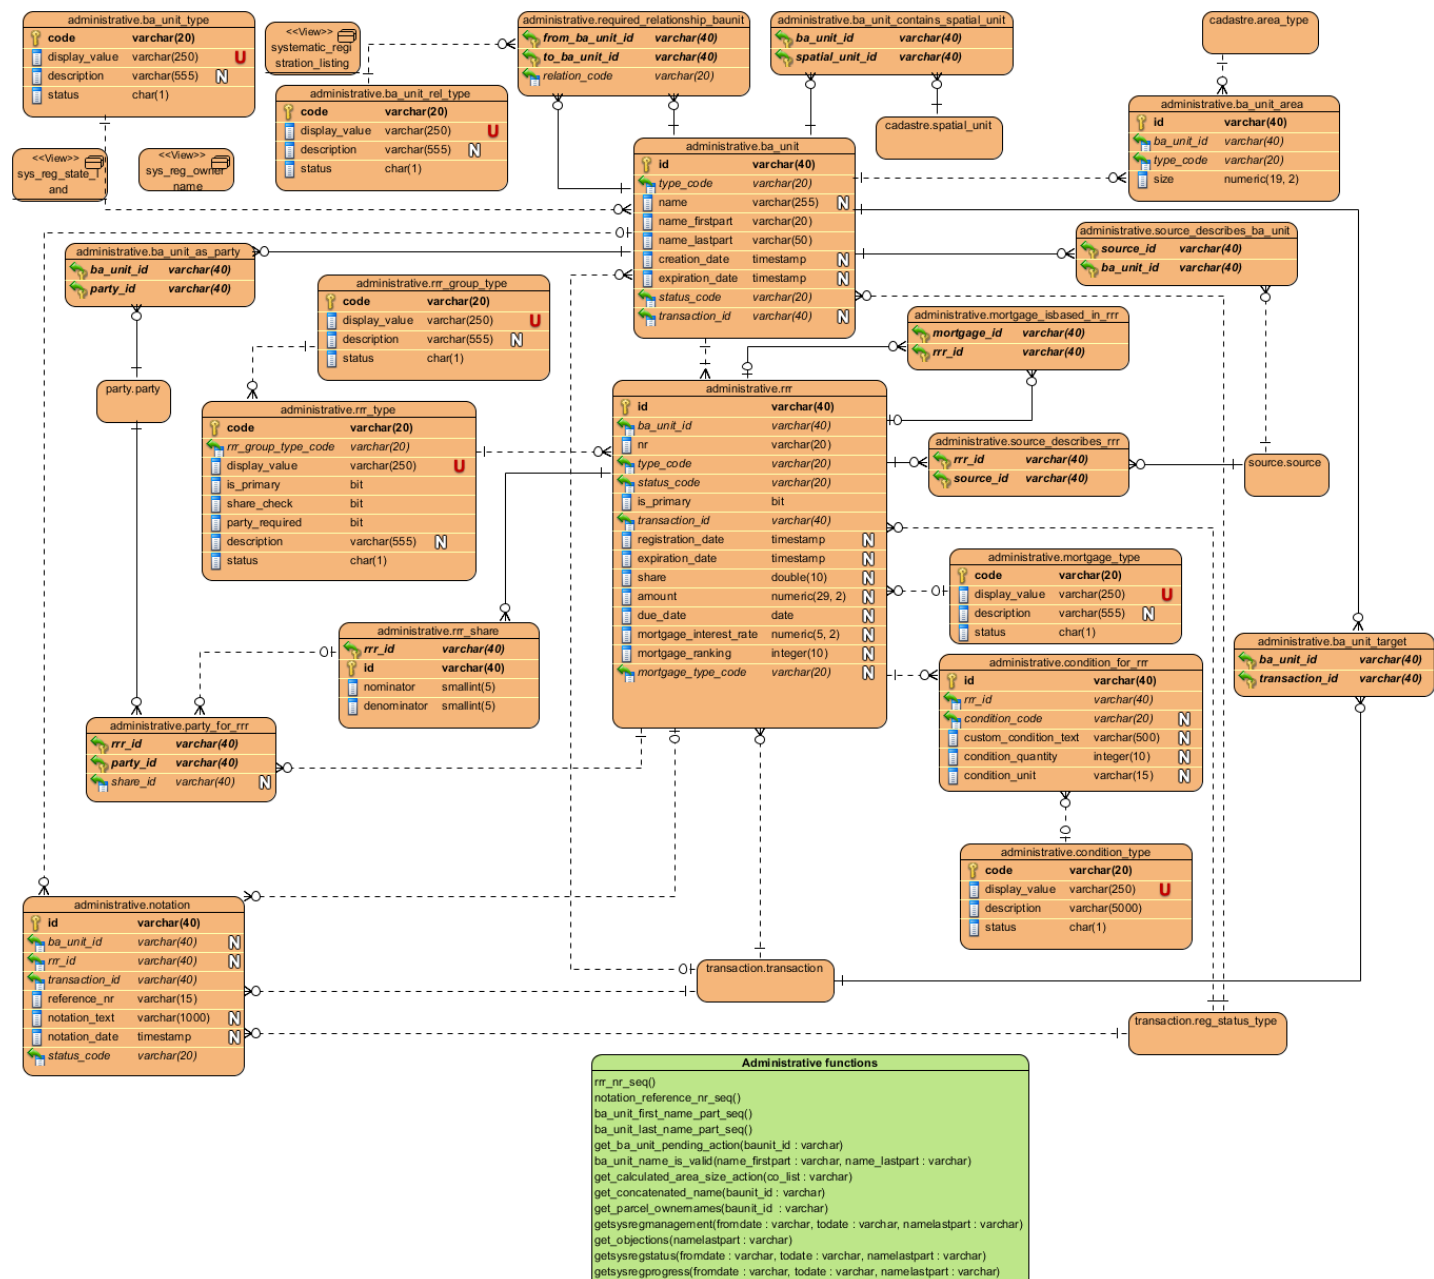 administrative.ba_unit_type
code varchar(20)
display_value varchar(250) U
description varchar(555) N
status char(1)
<<View>>
systematic_regi
stration_listing
administrative.required_relationship_baunit
from_ba_unit_id varchar(40)
to_ba_unit_id varchar(40)
relation_code varchar(20)
administrative.ba_unit_contains_spatial_unit
ba_unit_id varchar(40)
spatial_unit_id varchar(40)
cadastre.area_type
administrative.ba_unit_rel_type
code varchar(20)
display_value varchar(250) U
description varchar(555) N
status char(1)
cadastre.spatial_unit
administrative.ba_unit_area
id varchar(40)
ba_unit_id varchar(40)
type_code varchar(20)
size numeric(19, 2)
<<View>>
sys_reg_state_l
and
<<View>>
sys_reg_owner_
name
administrative.ba_unit
id varchar(40)
type_code varchar(20)
name varchar(255) N
name_firstpart varchar(20)
name_lastpart varchar(50)
creation_date timestamp N
expiration_date timestamp N
status_code varchar(20)
transaction_id varchar(40) N
administrative.ba_unit_as_party
ba_unit_id varchar(40)
party_id varchar(40)
administrative.source_describes_ba_unit
source_id varchar(40)
ba_unit_id varchar(40)
administrative.rrr_group_type
code varchar(20)
display_value varchar(250) U
description varchar(555) N
status char(1)
administrative.mortgage_isbased_in_rrr
mortgage_id varchar(40)
rrr_id varchar(40)
party.party
administrative.rrr_type
code varchar(20)
rrr_group_type_code varchar(20)
display_value varchar(250) U
is_primary bit
share_check bit
party_required bit
description varchar(555) N
status char(1)
administrative.rrr
id varchar(40)
ba_unit_id varchar(40)
nr varchar(20)
type_code varchar(20)
status_code varchar(20)
is_primary bit
transaction_id varchar(40)
registration_date timestamp N
expiration_date timestamp N
share double(10) N
amount numeric(29, 2) N
due_date date N
mortgage_interest_rate numeric(5, 2) N
mortgage_ranking integer(10) N
mortgage_type_code varchar(20) N
administrative.source_describes_rrr
rrr_id varchar(40)
source_id varchar(40)
source.source
administrative.mortgage_type
code varchar(20)
display_value varchar(250) U
description varchar(555) N
status char(1)
administrative.rrr_share
rrr_id varchar(40)
id varchar(40)
nominator smallint(5)
denominator smallint(5)
administrative.ba_unit_target
ba_unit_id varchar(40)
transaction_id varchar(40)
administrative.condition_for_rrr
id varchar(40)
rrr_id varchar(40)
condition_code varchar(20) N
custom_condition_text varchar(500) N
condition_quantity integer(10) N
condition_unit varchar(15) N
administrative.party_for_rrr
rrr_id varchar(40)
party_id varchar(40)
share_id varchar(40) N
administrative.condition_type
code varchar(20)
display_value varchar(250) U
description varchar(5000)
status char(1)
administrative.notation
id varchar(40)
ba_unit_id varchar(40) N
rrr_id varchar(40) N
transaction_id varchar(40)
reference_nr varchar(15)
notation_text varchar(1000) N
notation_date timestamp N
status_code varchar(20)
transaction.transaction
transaction.reg_status_type
Administrative functions
rrr_nr_seq()
notation_reference_nr_seq()
ba_unit_first_name_part_seq()
ba_unit_last_name_part_seq()
get_ba_unit_pending_action(baunit_id : varchar)
ba_unit_name_is_valid(name_firstpart : varchar, name_lastpart : varchar)
get_calculated_area_size_action(co_list : varchar)
get_concatenated_name(baunit_id : varchar)
get_parcel_ownernames(baunit_id : varchar)
getsysregmanagement(fromdate : varchar, todate : varchar, namelastpart : varchar)
get_objections(namelastpart : varchar)
getsysregstatus(fromdate : varchar, todate : varchar, namelastpart : varchar)
getsysregprogress(fromdate : varchar, todate : varchar, namelastpart : varchar)